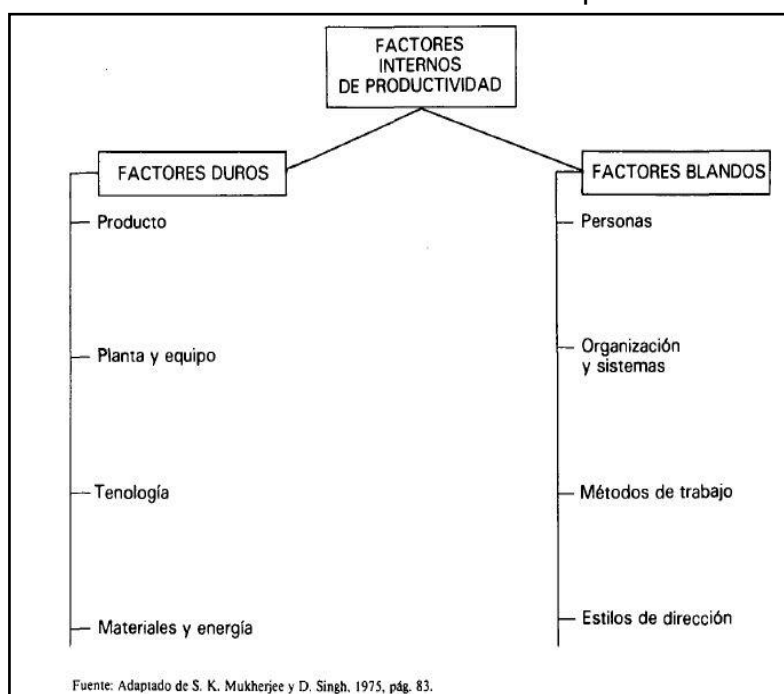 FACTORES
INTERNOS
DE PRODUCTIVIDAD
FACTORES DUROS
Producto
Planta y equipo
Tenología
Materiales y energía
FACTORES BLANDOS
Personas
Organización
y sistemas
Métodos de trabajo
Estilos de dirección
Fuente: Adaptado de S. K. Mukherjee y D. Singh, 1975, pág. 83.